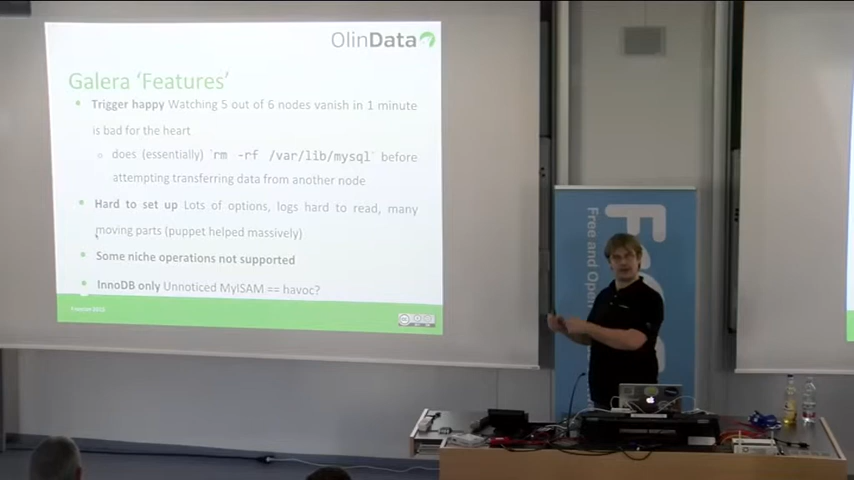 OlinData
Galera 'Features'
Trigger happy Watching 5 out of 6 nodes vanish in 1 minute
is bad for the heart
does (essentially) `rm -rf /var/lib/mysql` before
attempting transferring data from another node
Hard to set up Lots of options, logs hard to read, many
moving parts (puppet helped massively)
Some niche operations not supported
InnoDB only Unnoticed MyISAM == havoc?
Free and